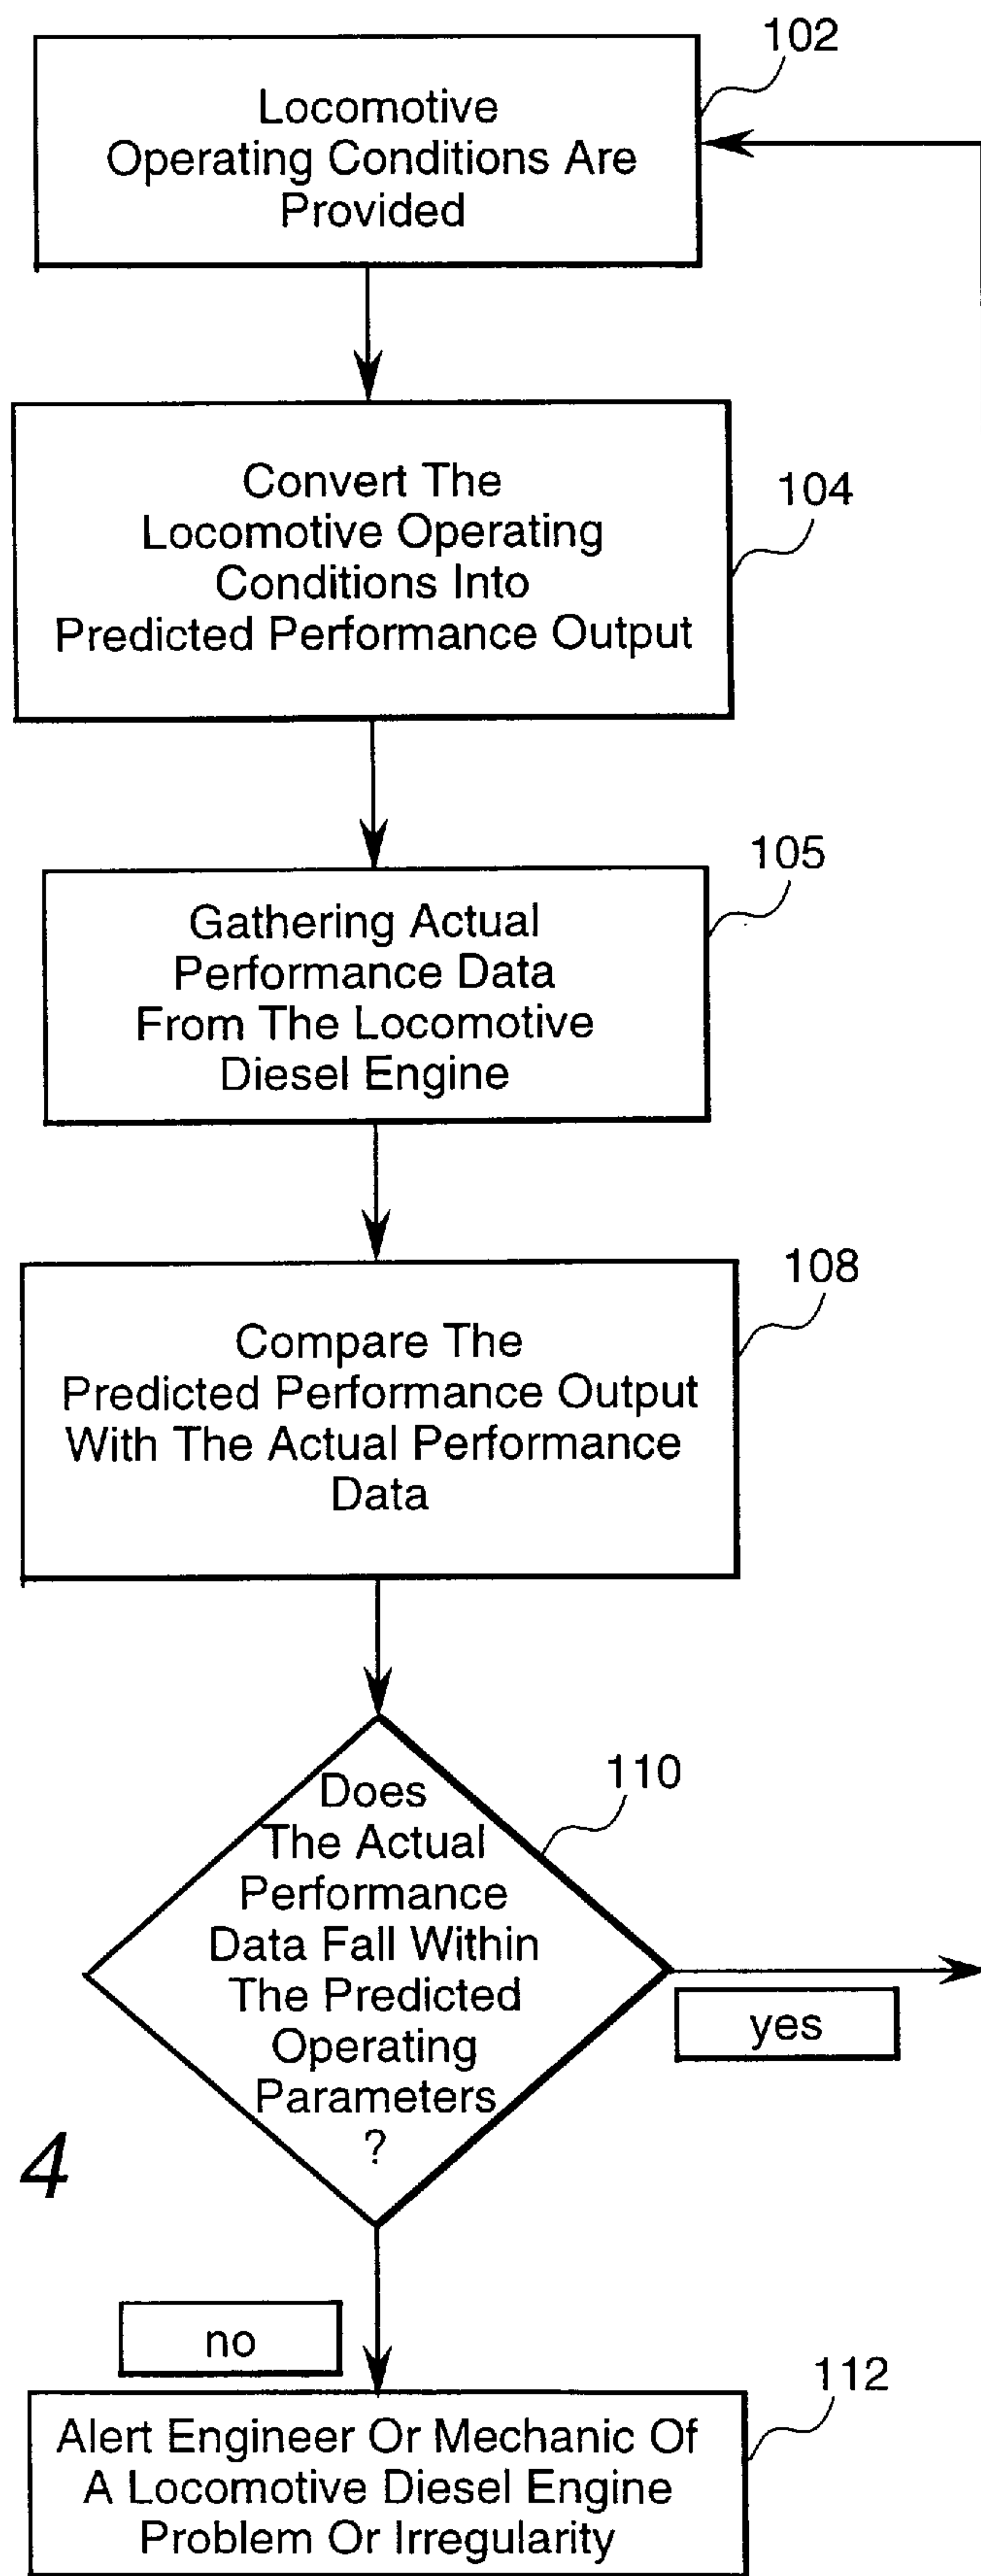 102
Locomotive
Operating Conditions Are
Provided
104
Convert The
Locomotive Operating
Conditions Into
Predicted Performance Output
105
Gathering Actual
Performance Data
From The Locomotive
Diesel Engine
108
Compare The
Predicted Performance Output
With The Actual Performance
Data
110
Does
The Actual
Performance
Data Fall Within
The Predicted
Operating
Parameters
?
yes
4
no
112
Alert Engineer Or Mechanic Of
A Locomotive Diesel Engine
Problem Or Irregularity